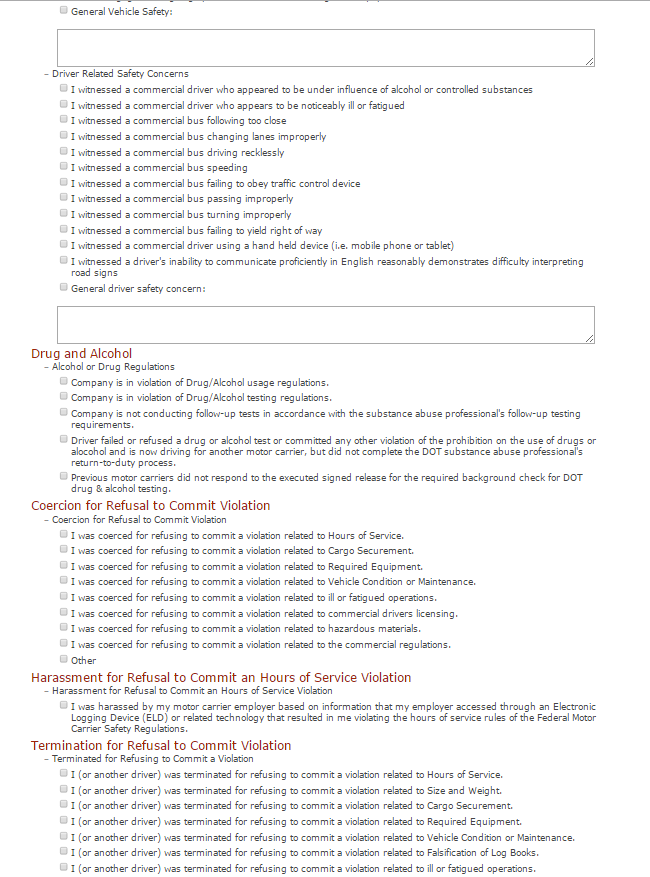 General Vehicle Safety:
– Driver Related Safety Concerns
I witnessed a commercial driver who appeared to be under influence of alcohol or controlled substances
I witnessed a commercial driver who appears to be noticeably ill or fatigued
I witnessed a commercial bus following too close
I witnessed a commercial bus changing lanes improperly
I witnessed a commercial bus driving recklessly
I witnessed a commercial bus speeding
I witnessed a commercial bus failing to obey traffic control device
I witnessed a commercial bus passing improperly
I witnessed a commercial bus turning improperly
I witnessed a commercial bus failing to yield right of way
I witnessed a commercial driver using a hand held device (i.e. mobile phone or tablet)
I witnessed a driver's inability to communicate proficiently in English reasonably demonstrates difficulty interpreting
road signs
General driver safety concern:
Drug and Alcohol
– Alcohol or Drug Regulations
Company is in violation of Drug/Alcohol usage regulations.
Company is in violation of Drug/Alcohol testing regulations.
Company is not conducting follow-up tests in accordance with the substance abuse professional's follow-up testing
requirements.
Driver failed or refused a drug or alcohol test or committed any other violation of the prohibition on the use of drugs or
alocohol and is now driving for another motor carrier, but did not complete the DOT substance abuse professional's
return-to-duty process.
Previous motor carriers did not respond to the executed signed release for the required background check for DOT
drug & alcohol testing.
Coercion for Refusal to Commit Violation
– Coercion for Refusal to Commit Violation
I was coerced for refusing to commit a violation related to Hours of Service.
I was coerced for refusing to commit a violation related to Cargo Securement.
I was coerced for refusing to commit a violation related to Required Equipment.
I was coerced for refusing to commit a violation related to Vehicle Condition or Maintenance.
I was coerced for refusing to commit a violation related to ill or fatigued operations.
I was coerced for refusing to commit a violation related to commercial drivers licensing.
I was coerced for refusing to commit a violation related to hazardous materials.
I was coerced for refusing to commit a violation related to the commercial regulations.
Other
Harassment for Refusal to Commit an Hours of Service Violation
– Harassment for Refusal to Commit an Hours of Service Violation
I was harassed by my motor carrier employer based on information that my employer accessed through an Electronic
Logging Device (ELD) or related technology that resulted in me violating the hours of service rules of the Federal Motor
Carrier Safety Regulations.
Termination for Refusal to Commit Violation
– Terminated for Refusing to Commit a Violation
I (or another driver) was terminated for refusing to commit a violation related to Hours of Service.
I (or another driver) was terminated for refusing to commit a violation related to Size and Weight.
I (or another driver) was terminated for refusing to commit a violation related to Cargo Securement.
I (or another driver) was terminated for refusing to commit a violation related to Required Equipment.
I (or another driver) was terminated for refusing to commit a violation related to Vehicle Condition or Maintenance.
I (or another driver) was terminated for refusing to commit a violation related to Falsification of Log Books.
I (or another driver) was terminated for refusing to commit a violation related to ill or fatigued operations.